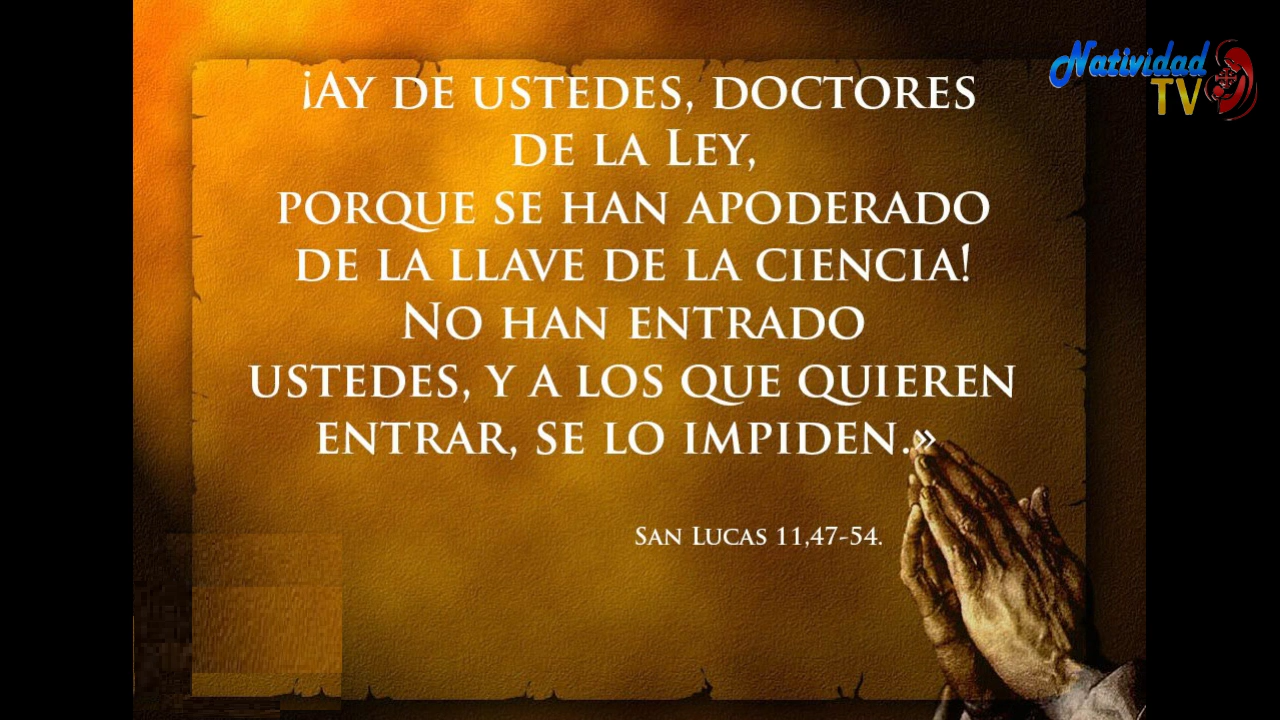 ¡Ay de ustedes, doctores
de la Ley,
porque se han apoderado
de la llave de la ciencia!
No han entrado
ustedes, y a los que quieren
entrar, se lo impiden.»
San Lucas 11,47-54.
Natividad
TV